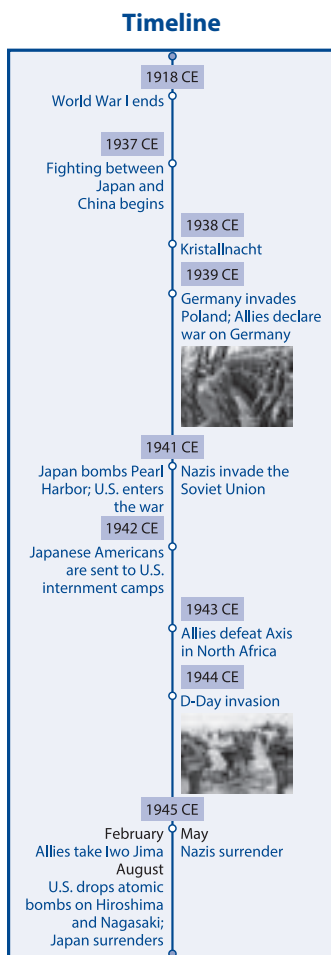 Timeline
1918 CE
World War I ends
1937 CE
Fighting between
Japan and
China begins
1938 CE
Kristallnacht
1939 CE
Germany invades
Poland; Allies declare
war on Germany
1941 CE
Japan bombs Pearl
Harbor; U.S. enters
the war
Nazis invade the
Soviet Union
1942 CE
Japanese Americans
are sent to U.S.
internment camps
1943 CE
Allies defeat Axis
in North Africa
1944 CE
D-Day invasion
1945 CE
February
Allies take Iwo Jima
August
U.S. drops atomic
bombs on Hiroshima
and Nagasaki;
Japan surrenders
May
Nazis surrender